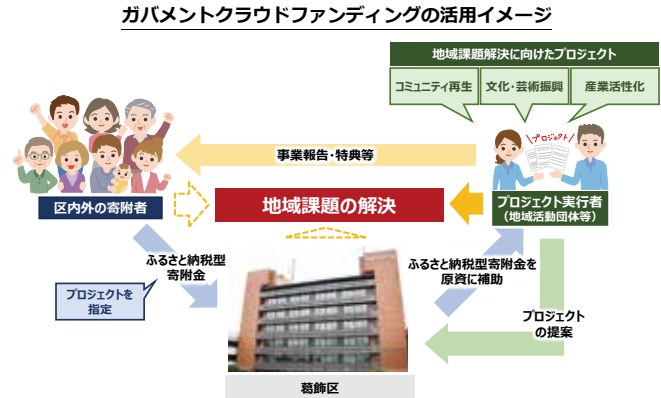 ガバメントクラウドファンディングの活用イメージ
地域課題解決に向けたプロジェクト
コミュニティ再生
文化・芸術振興
産業活性化
プロジェクト
事業報告・特典等
区内外の寄附者
地域課題の解決
プロジェクト実行者
（地域活動団体等）
ふるさと納税型
寄附金
ふるさと納税型寄附金を
原資に補助
プロジェクトを
指定
プロジェクト
の提案
葛飾区